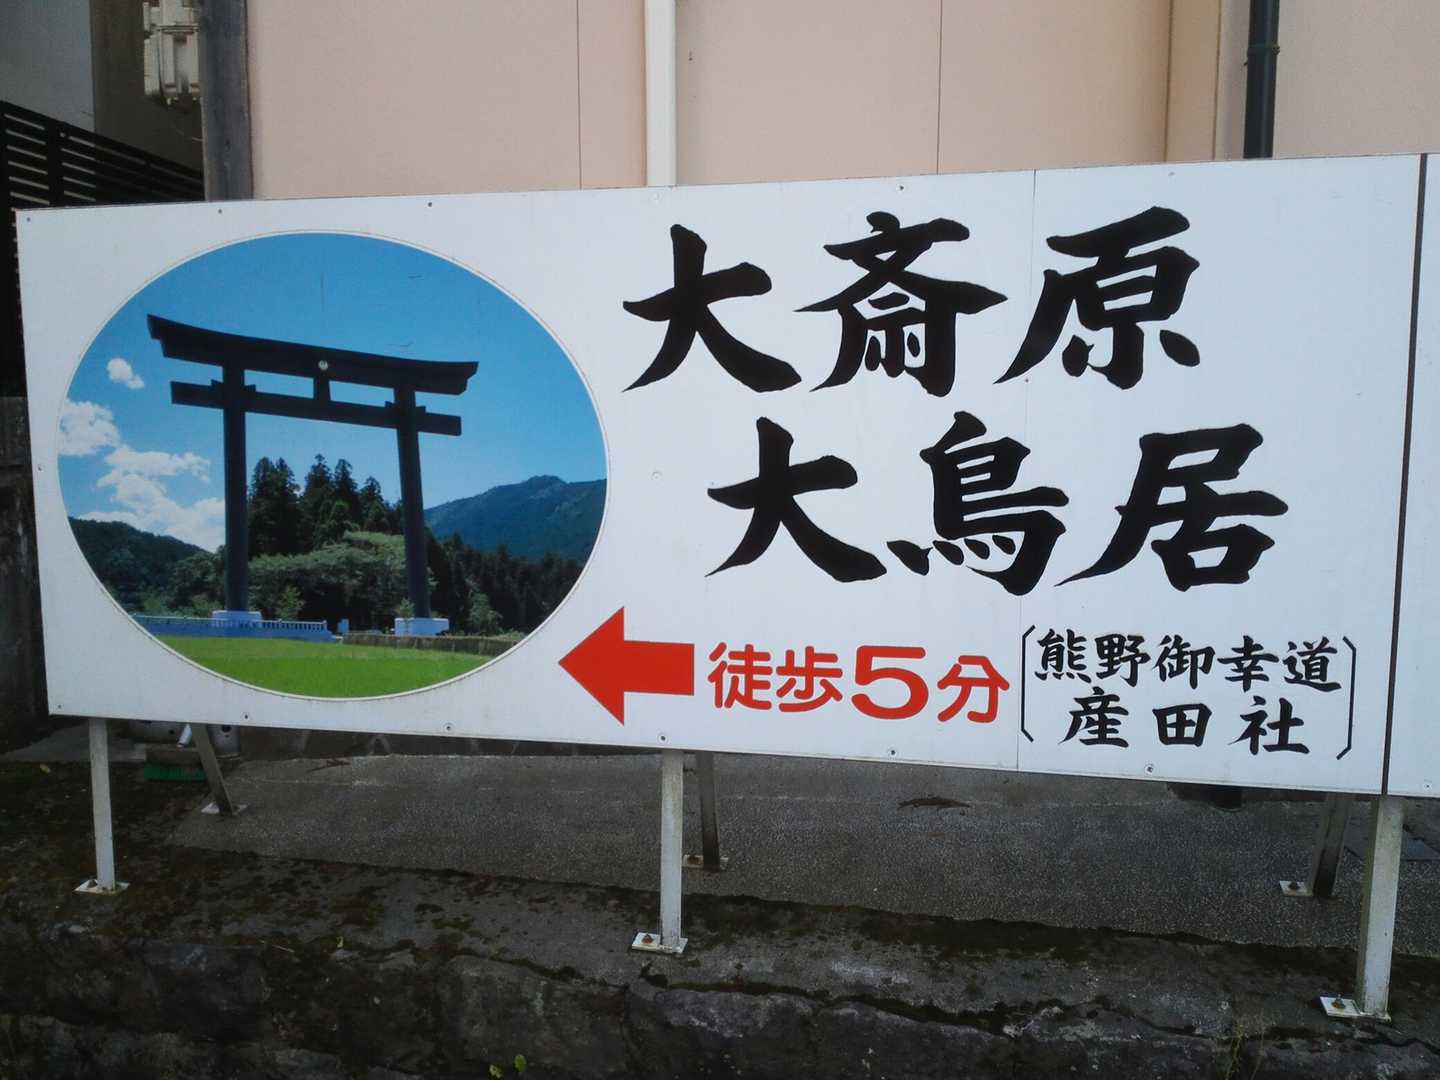 大斎原
大鳥居
徒歩5分
熊野御幸道
産田社